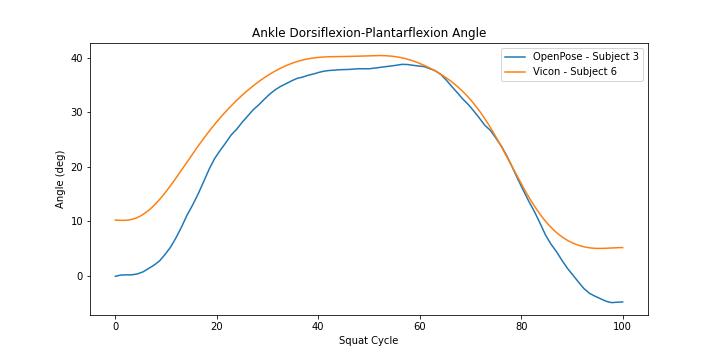 Ankle Dorsiflexion-Plantarflexion Angle
OpenPose - Subject 3
Vicon - Subject 6
Angle (deg)
40
30
20
10
0
0 20 40 60 80 100
Squat Cycle